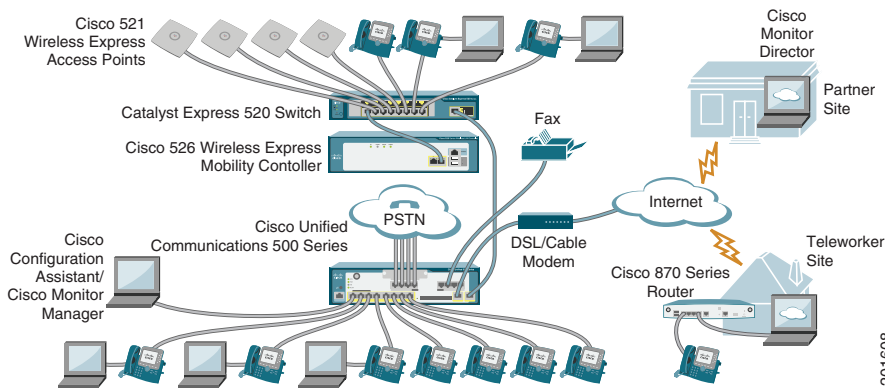 Cisco 521
Wireless Express
Access Points
Cisco
Monitor
Director
Partner
Site
Catalyst Express 520 Switch
Fax
Cisco 526 Wireless Express
Mobility Contoller
Internet
PSTN
Cisco Unified
Communications 500 Series
DSL/Cable
Modem
Teleworker
Site
Cisco
Configuration
Assistant/
Cisco Monitor
Manager
Cisco 870 Series
Router